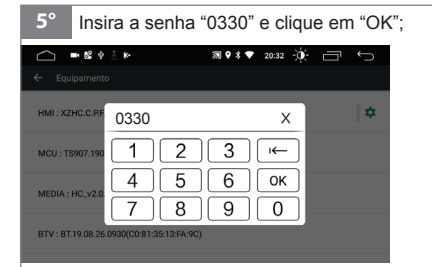 5° Insira a senha “0330” e clique em “OK”;
20:32
← Equipamento
HMI : XZHC.C.P.F
0330 X
MCU : TS907.190
1 2 3
MEDIA : HC_v2.0.
4 5 6 OK
7 8 9 0
BTV : BT.19.08.26.0930(C0:81:35:13:FA:9C)